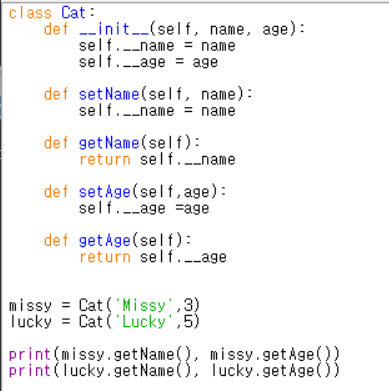 class Cat:
    def __init__(self, name, age):
        self.__name = name
        self.__age = age
    def setName(self, name):
        self.__name = name
    def getName(self):
        return self.__name
    def setAge(self,age):
        self.__age =age
    def getAge(self):
        return self.__age
missy = Cat('Missy',3)
lucky = Cat('Lucky',5)
print(missy.getName(), missy.getAge())
print(lucky.getName(), lucky.getAge())